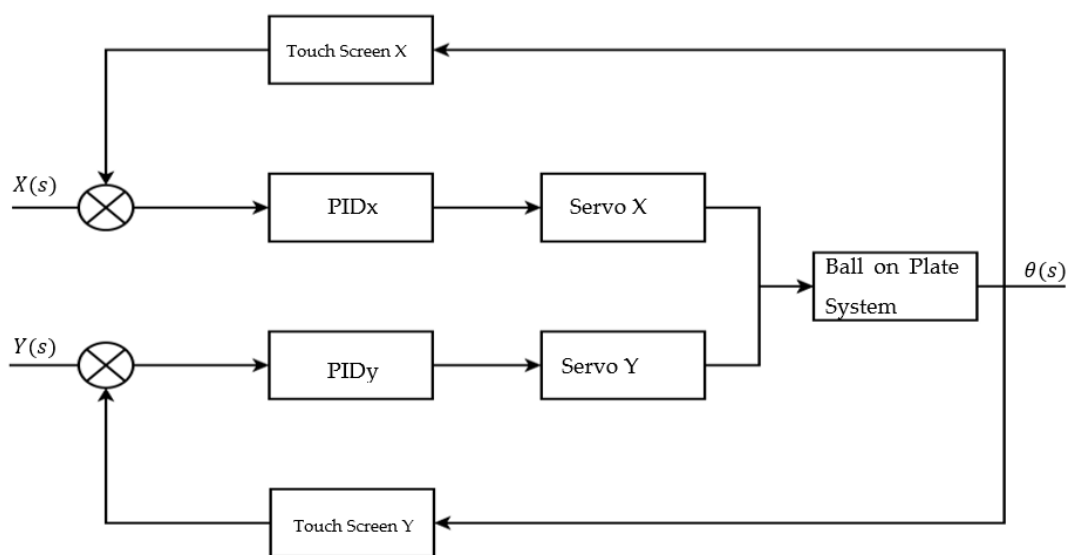 Touch Screen X
X(s)
PIDx
Servo X
Ball on Plate
System
θ(s)
Y(s)
PIDy
Servo Y
Touch Screen Y